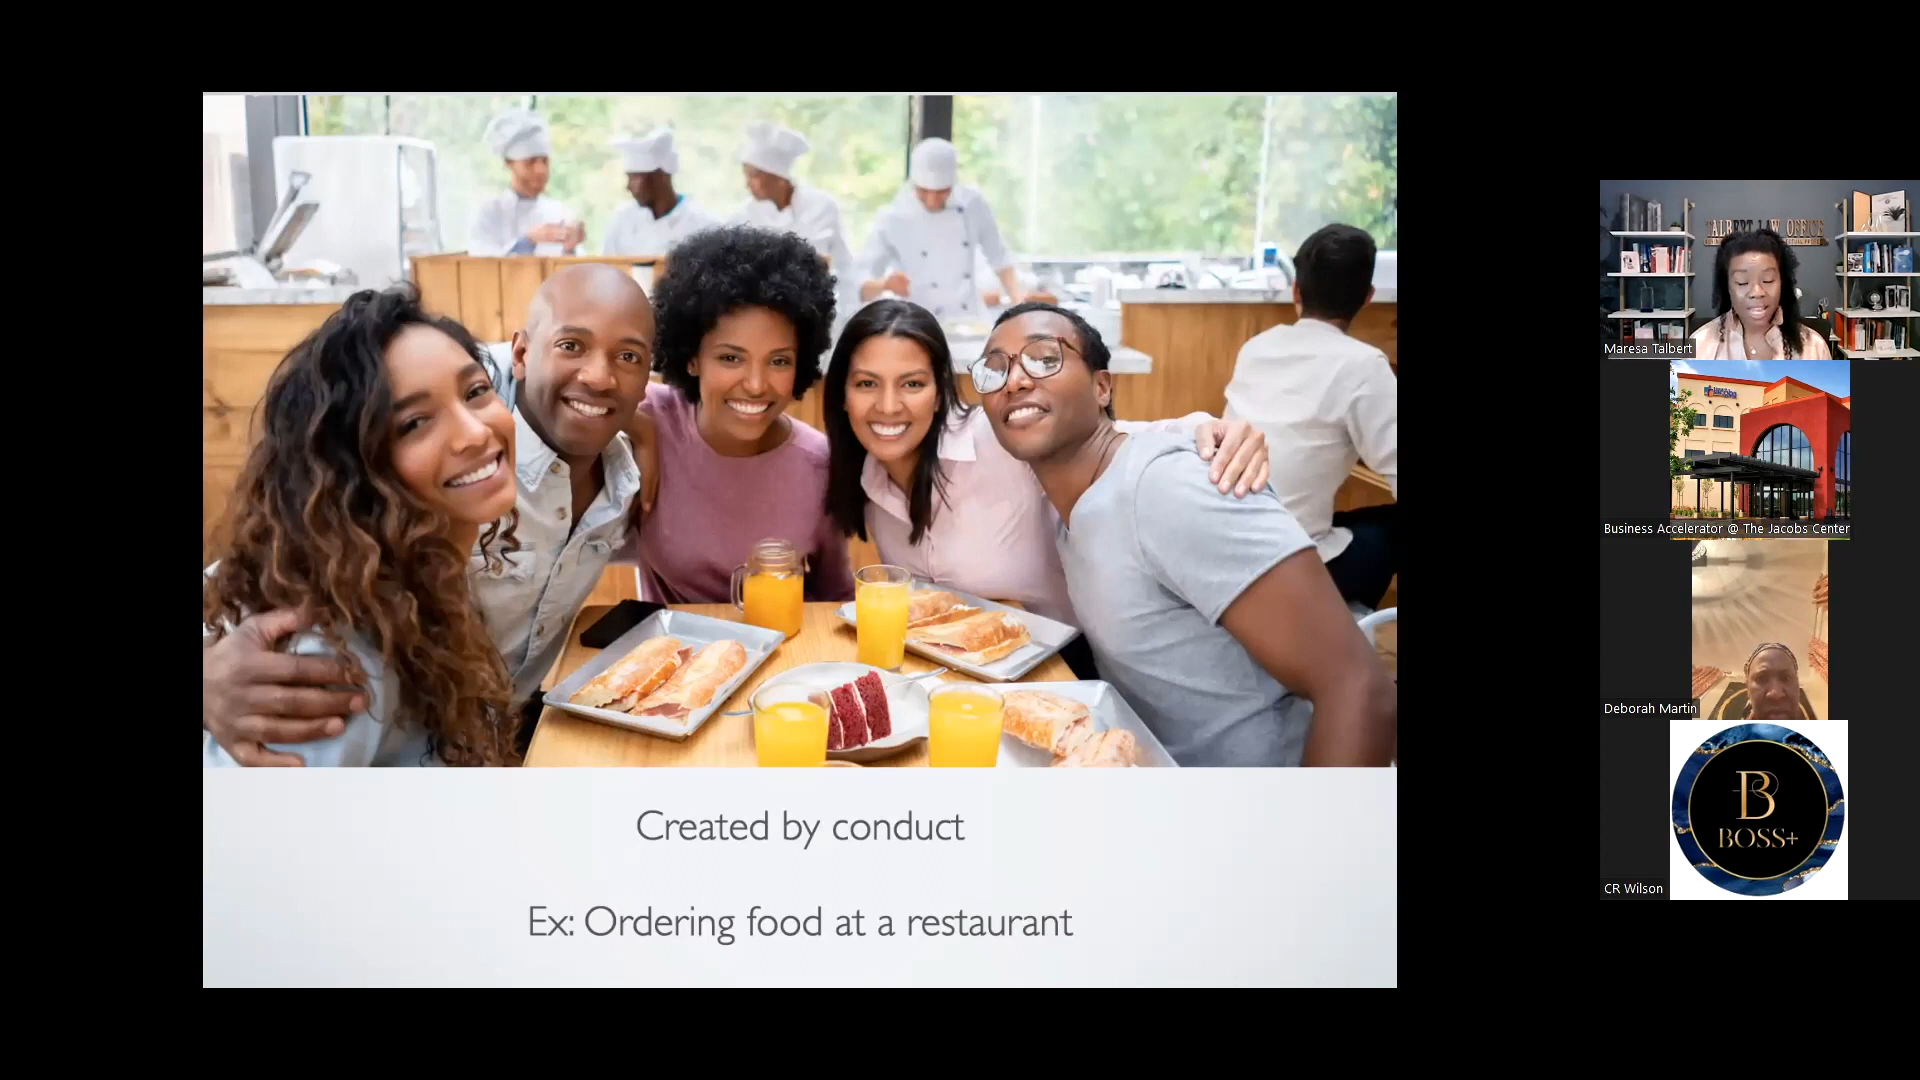 Created by conduct
Ex: Ordering food at a restaurant
TALBERT LAW OFFICE
Maresa Talbert
Business Accelerator @ The Jacobs Center
Deborah Martin
B
BOSS+
CR Wilson